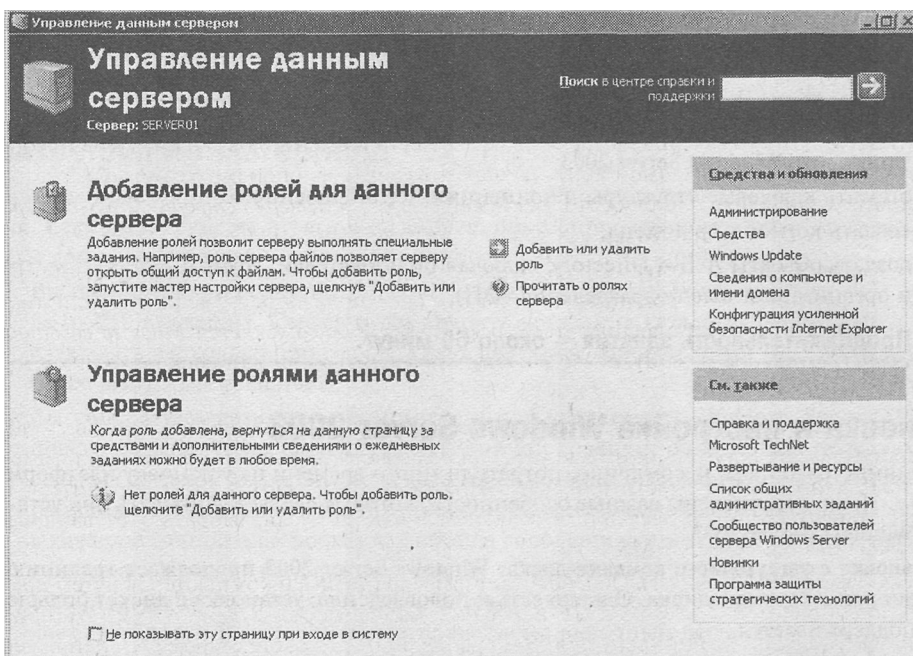 Управление данным сервером
Управление данным
сервером
Сервер: SERVER01
Поиск в центре справки и
поддержки
Добавление ролей для данного
сервера
Добавление ролей позволит серверу выполнять специальные
задания. Например, роль сервера файлов позволяет серверу
открыть общий доступ к файлам. Чтобы добавить роль,
запустите мастер настройки сервера, щелкнув "Добавить или
удалить роль".
Добавить или удалить
роль
Прочитать о ролях
сервера
Управление ролями данного
сервера
Когда роль добавлена, вернуться на данную страницу за
средствами и дополнительными сведениями о ежедневных
заданиях можно будет в любое время.
Нет ролей для данного сервера. Чтобы добавить роль,
щелкните "Добавить или удалить роль".
Не показывать эту страницу при входе в систему
Средства и обновления
Администрирование
Средства
Windows Update
Сведения о компьютере и
имени домена
Конфигурация усиленной
безопасности Internet Explorer
См. также
Справка и поддержка
Microsoft TechNet
Развертывание и ресурсы
Список общих
административных заданий
Сообщество пользователей
сервера Windows Server
Новинки
Программа защиты
стратегических технологий